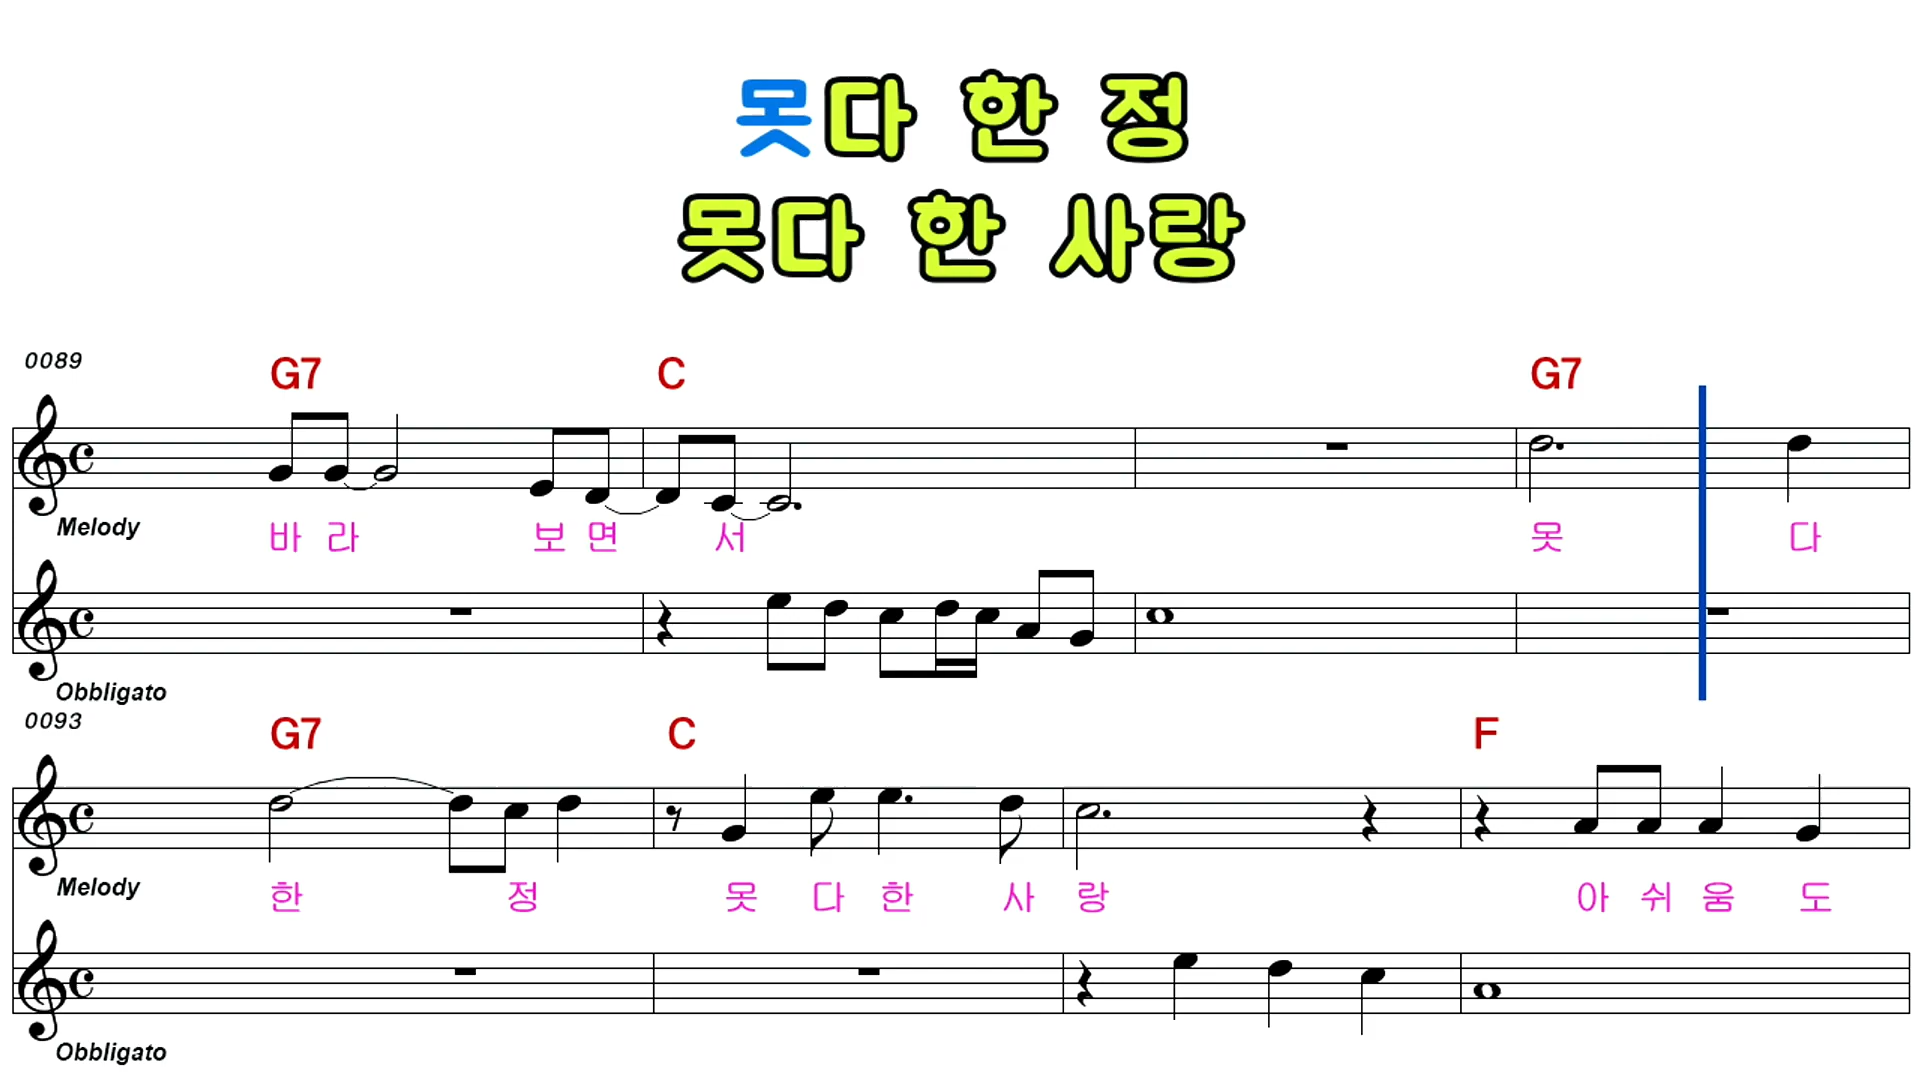 못다 한 정
못다 한 사랑
0089
G7 C G7
Melody
바 라 보 면 서 못 다
Obbligato
0093
G7 C F
Melody
한 정 못 다 한 사 랑 아 쉬 움 도
Obbligato